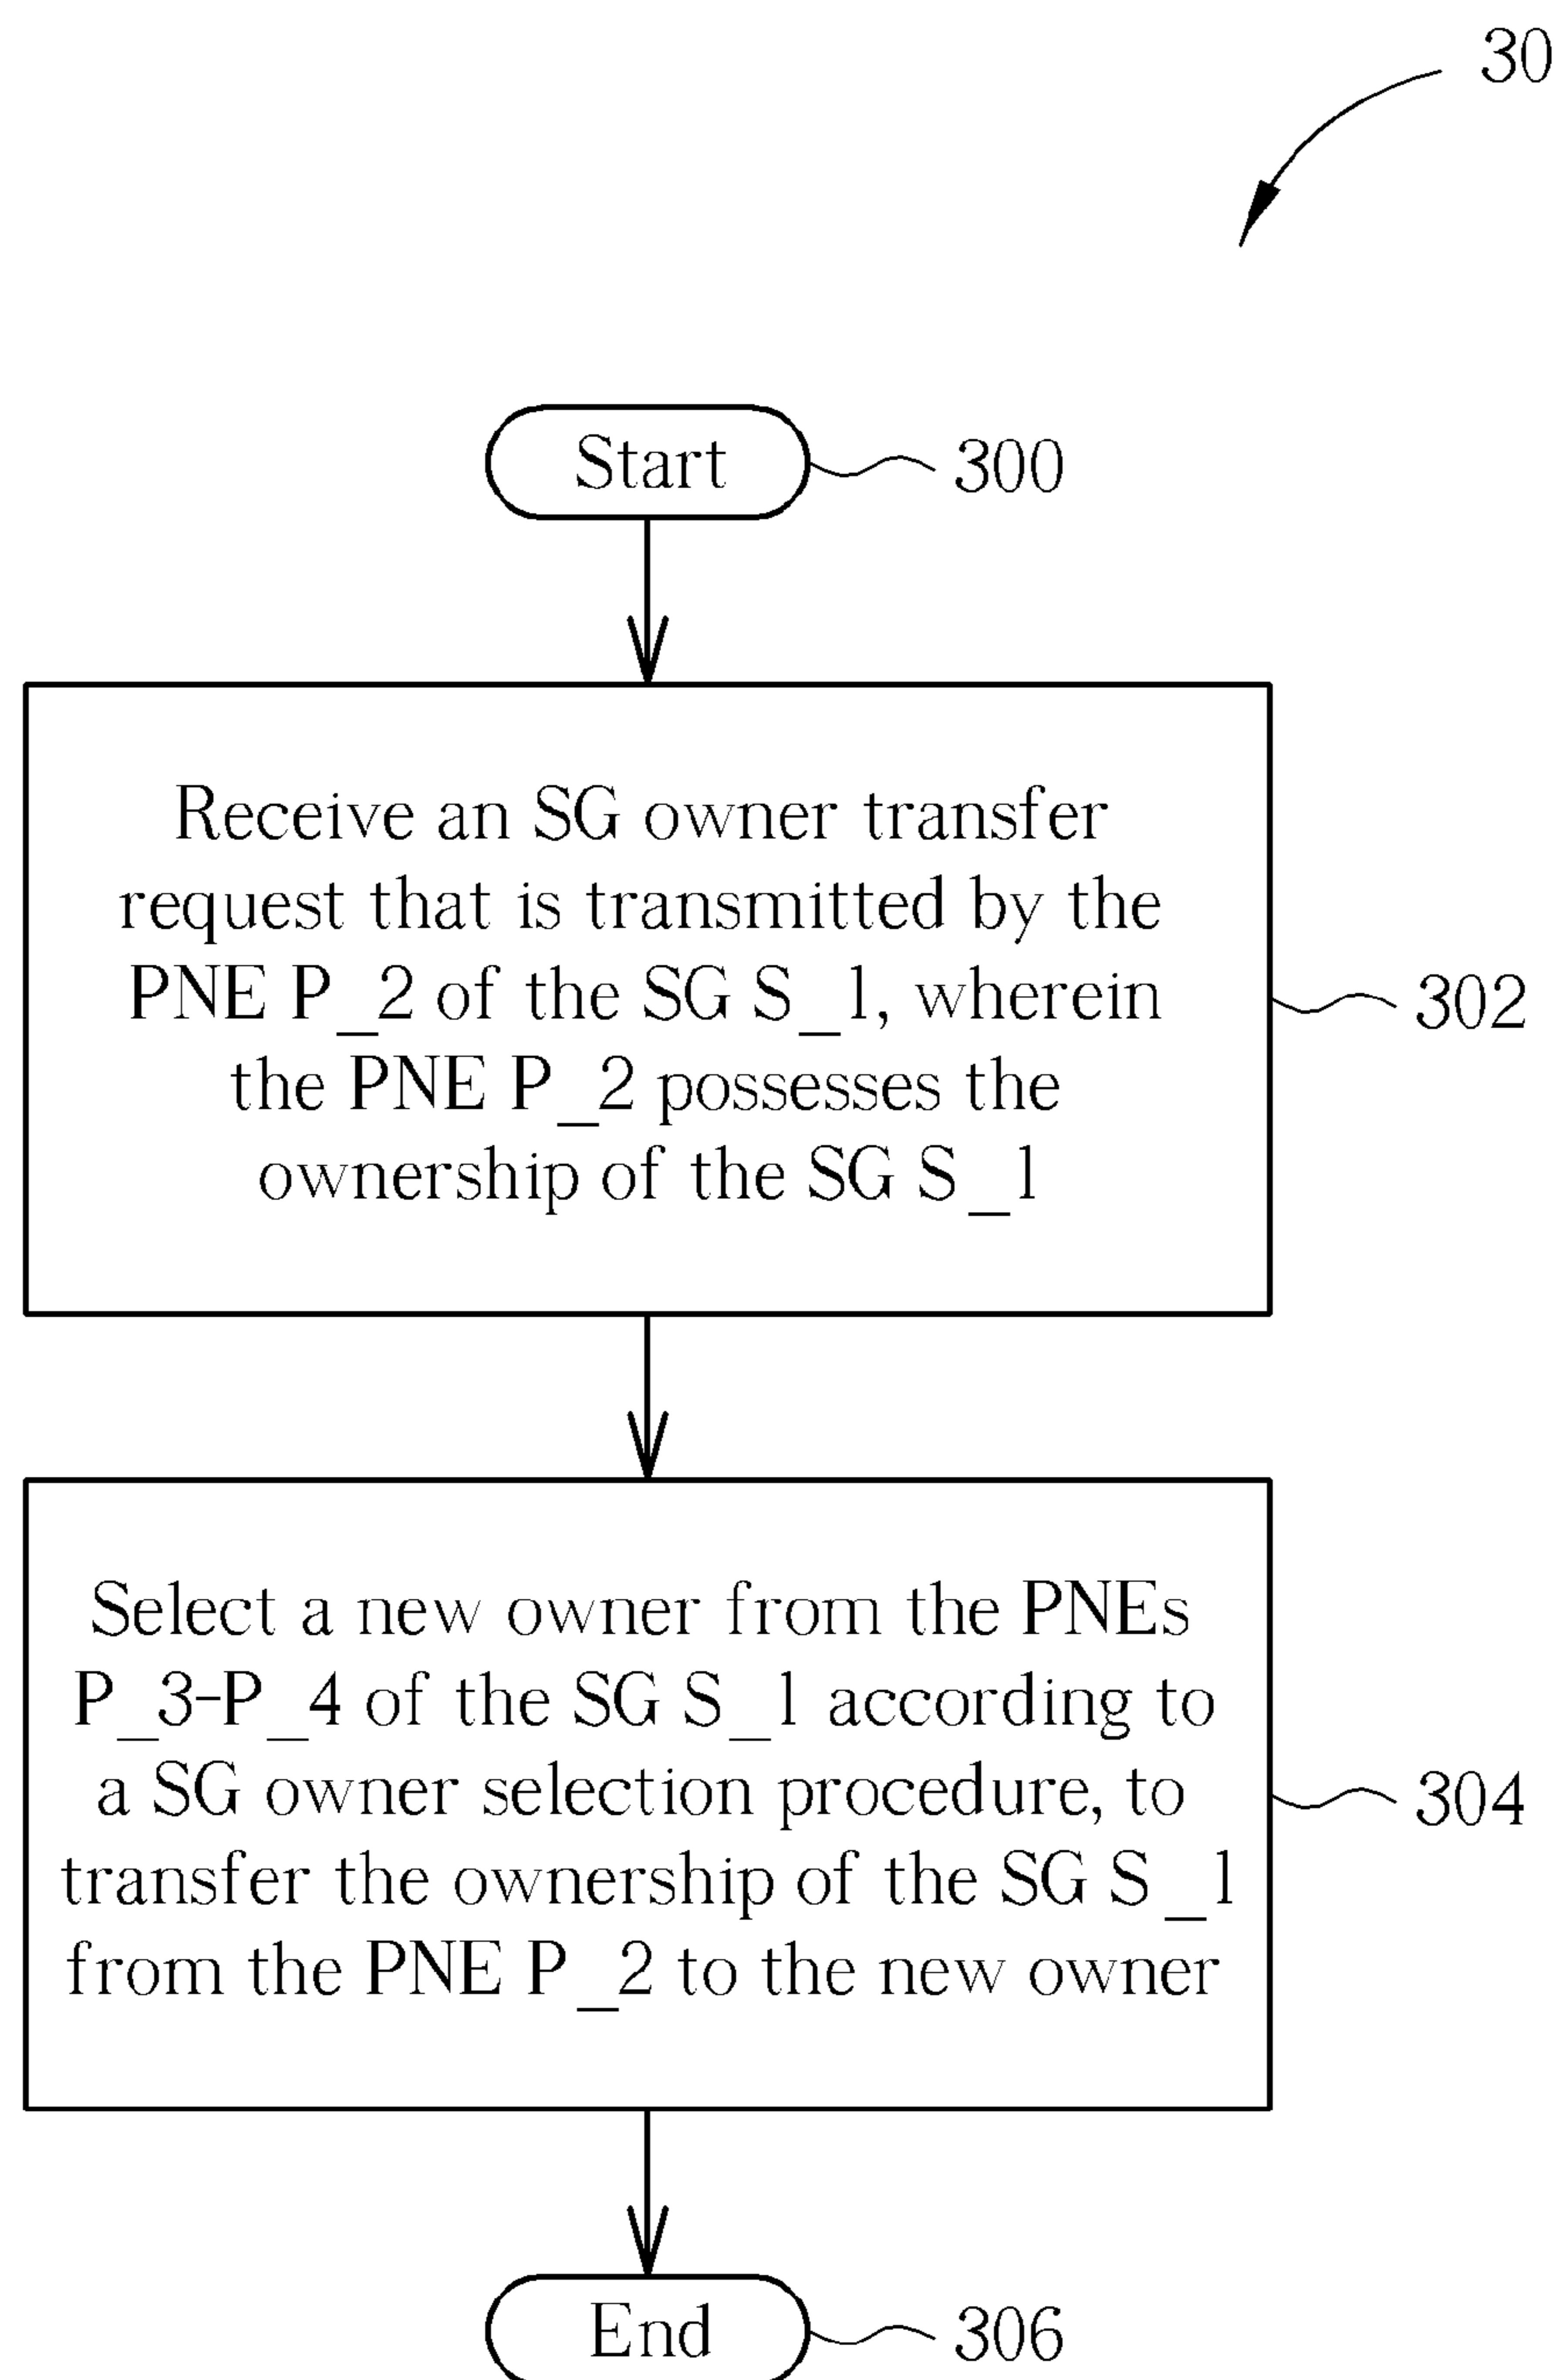 30
Start
300
Receive an SG owner transfer
request that is transmitted by the
PNE P_2 of the SG S_1, wherein
the PNE P_2 possesses the
ownership of the SG S_1
302
Select a new owner from the PNEs
P_3-P_4 of the SG S_1 according to
a SG owner selection procedure, to
transfer the ownership of the SG S_1
from the PNE P_2 to the new owner
304
End
306